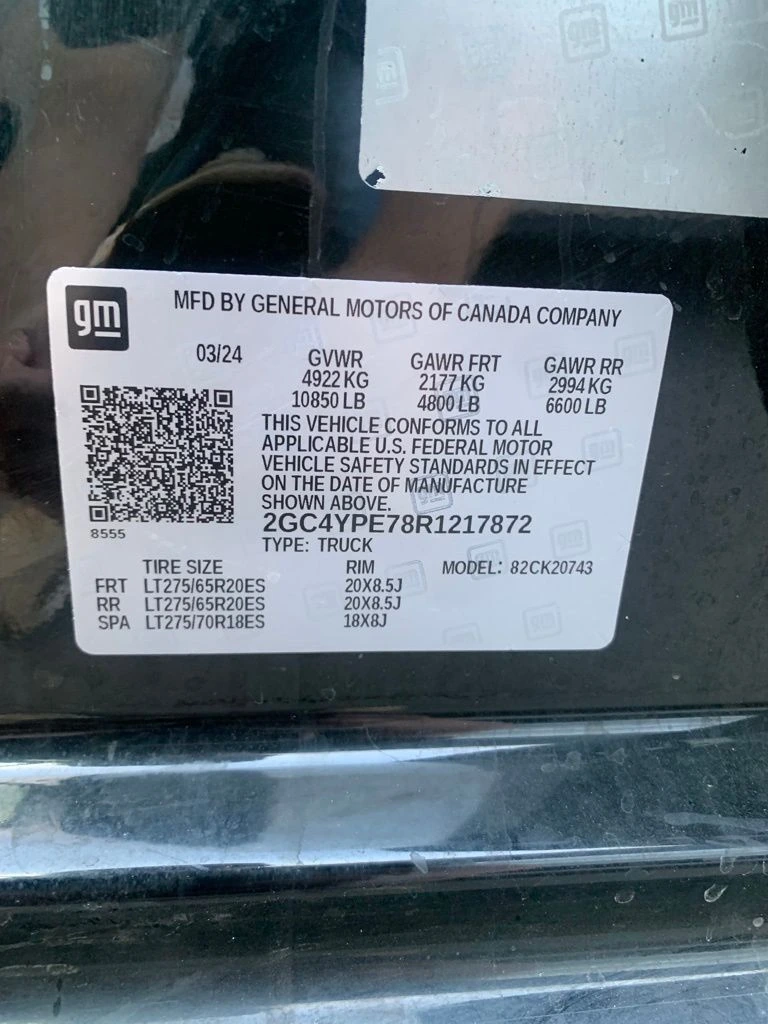 gm
MFD BY GENERAL MOTORS OF CANADA COMPANY
03/24 GVWR GAWR FRT GAWR RR
4922 KG 2177 KG 2994 KG
10850 LB 4800 LB 6600 LB
THIS VEHICLE CONFORMS TO ALL
APPLICABLE U.S. FEDERAL MOTOR
VEHICLE SAFETY STANDARDS IN EFFECT
ON THE DATE OF MANUFACTURE
SHOWN ABOVE.
8555
2GC4YPE78R1217872
TYPE: TRUCK
TIRE SIZE RIM MODEL: 82CK20743
FRT LT275/65R20ES 20X8.5J
RR LT275/65R20ES 20X8.5J
SPA LT275/70R18ES 18X8J